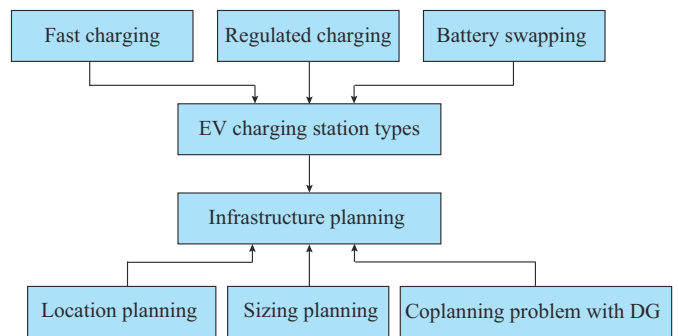 Fast charging
Regulated charging
Battery swapping
EV charging station types
Infrastructure planning
Location planning
Sizing planning
Coplanning problem with DG